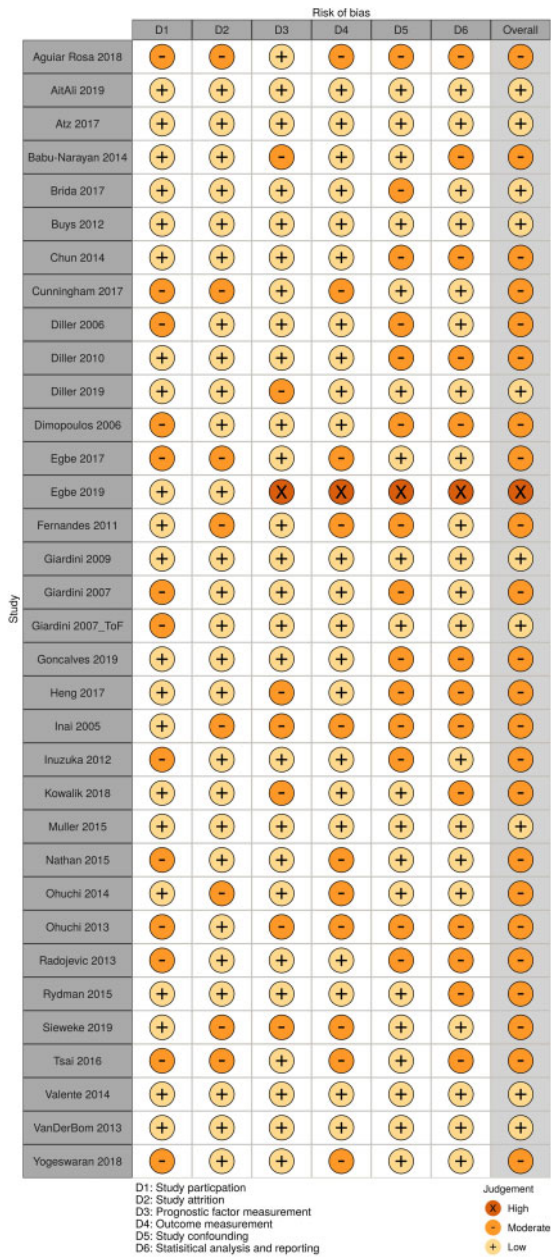 Risk of bias
D1 D2 D3 D4 D5 D6 Overall
Study
Aguiar Rosa 2018 - - + - - - -
AitAli 2019 + + + + + + +
Atz 2017 + + + + + + +
Babu-Narayan 2014 + + - + + - -
Brida 2017 + + + + - + +
Buys 2012 + + + + + + +
Chun 2014 + + + + - - -
Cunningham 2017 - - + - + + -
Diller 2006 - + + + - + -
Diller 2010 + + + + - - -
Diller 2019 + + - + + + +
Dimopoulos 2006 - + + + - - -
Egbe 2017 - - + - + + -
Egbe 2019 + + X X X X X
Fernandes 2011 + - + - - + -
Giardini 2009 + + + + + + +
Giardini 2007 - + + + - + -
Giardini 2007_ToF - + + + + + +
Goncalves 2019 + + + + - - -
Heng 2017 + + - + - - -
Inai 2005 + - - - - - -
Inuzuka 2012 - + + + - + -
Kowalik 2018 + + - + + - -
Muller 2015 + + + + + + +
Nathan 2015 - + + - + + -
Ohuchi 2014 + - + - + + -
Ohuchi 2013 - + - - - - -
Radojevic 2013 - + + + - - -
Rydman 2015 + + + + + - -
Sieweke 2019 + - - - + + -
Tsai 2016 - - + - + - -
Valente 2014 + + + + + + +
VanDerBom 2013 + + + + + + +
Yogeswaran 2018 - + + - + + -
D1: Study particpation
D2: Study attrition
D3: Prognostic factor measurement
D4: Outcome measurement
D5: Study confounding
D6: Statisitical analysis and reporting
Judgement
X High
- Moderate
+ Low